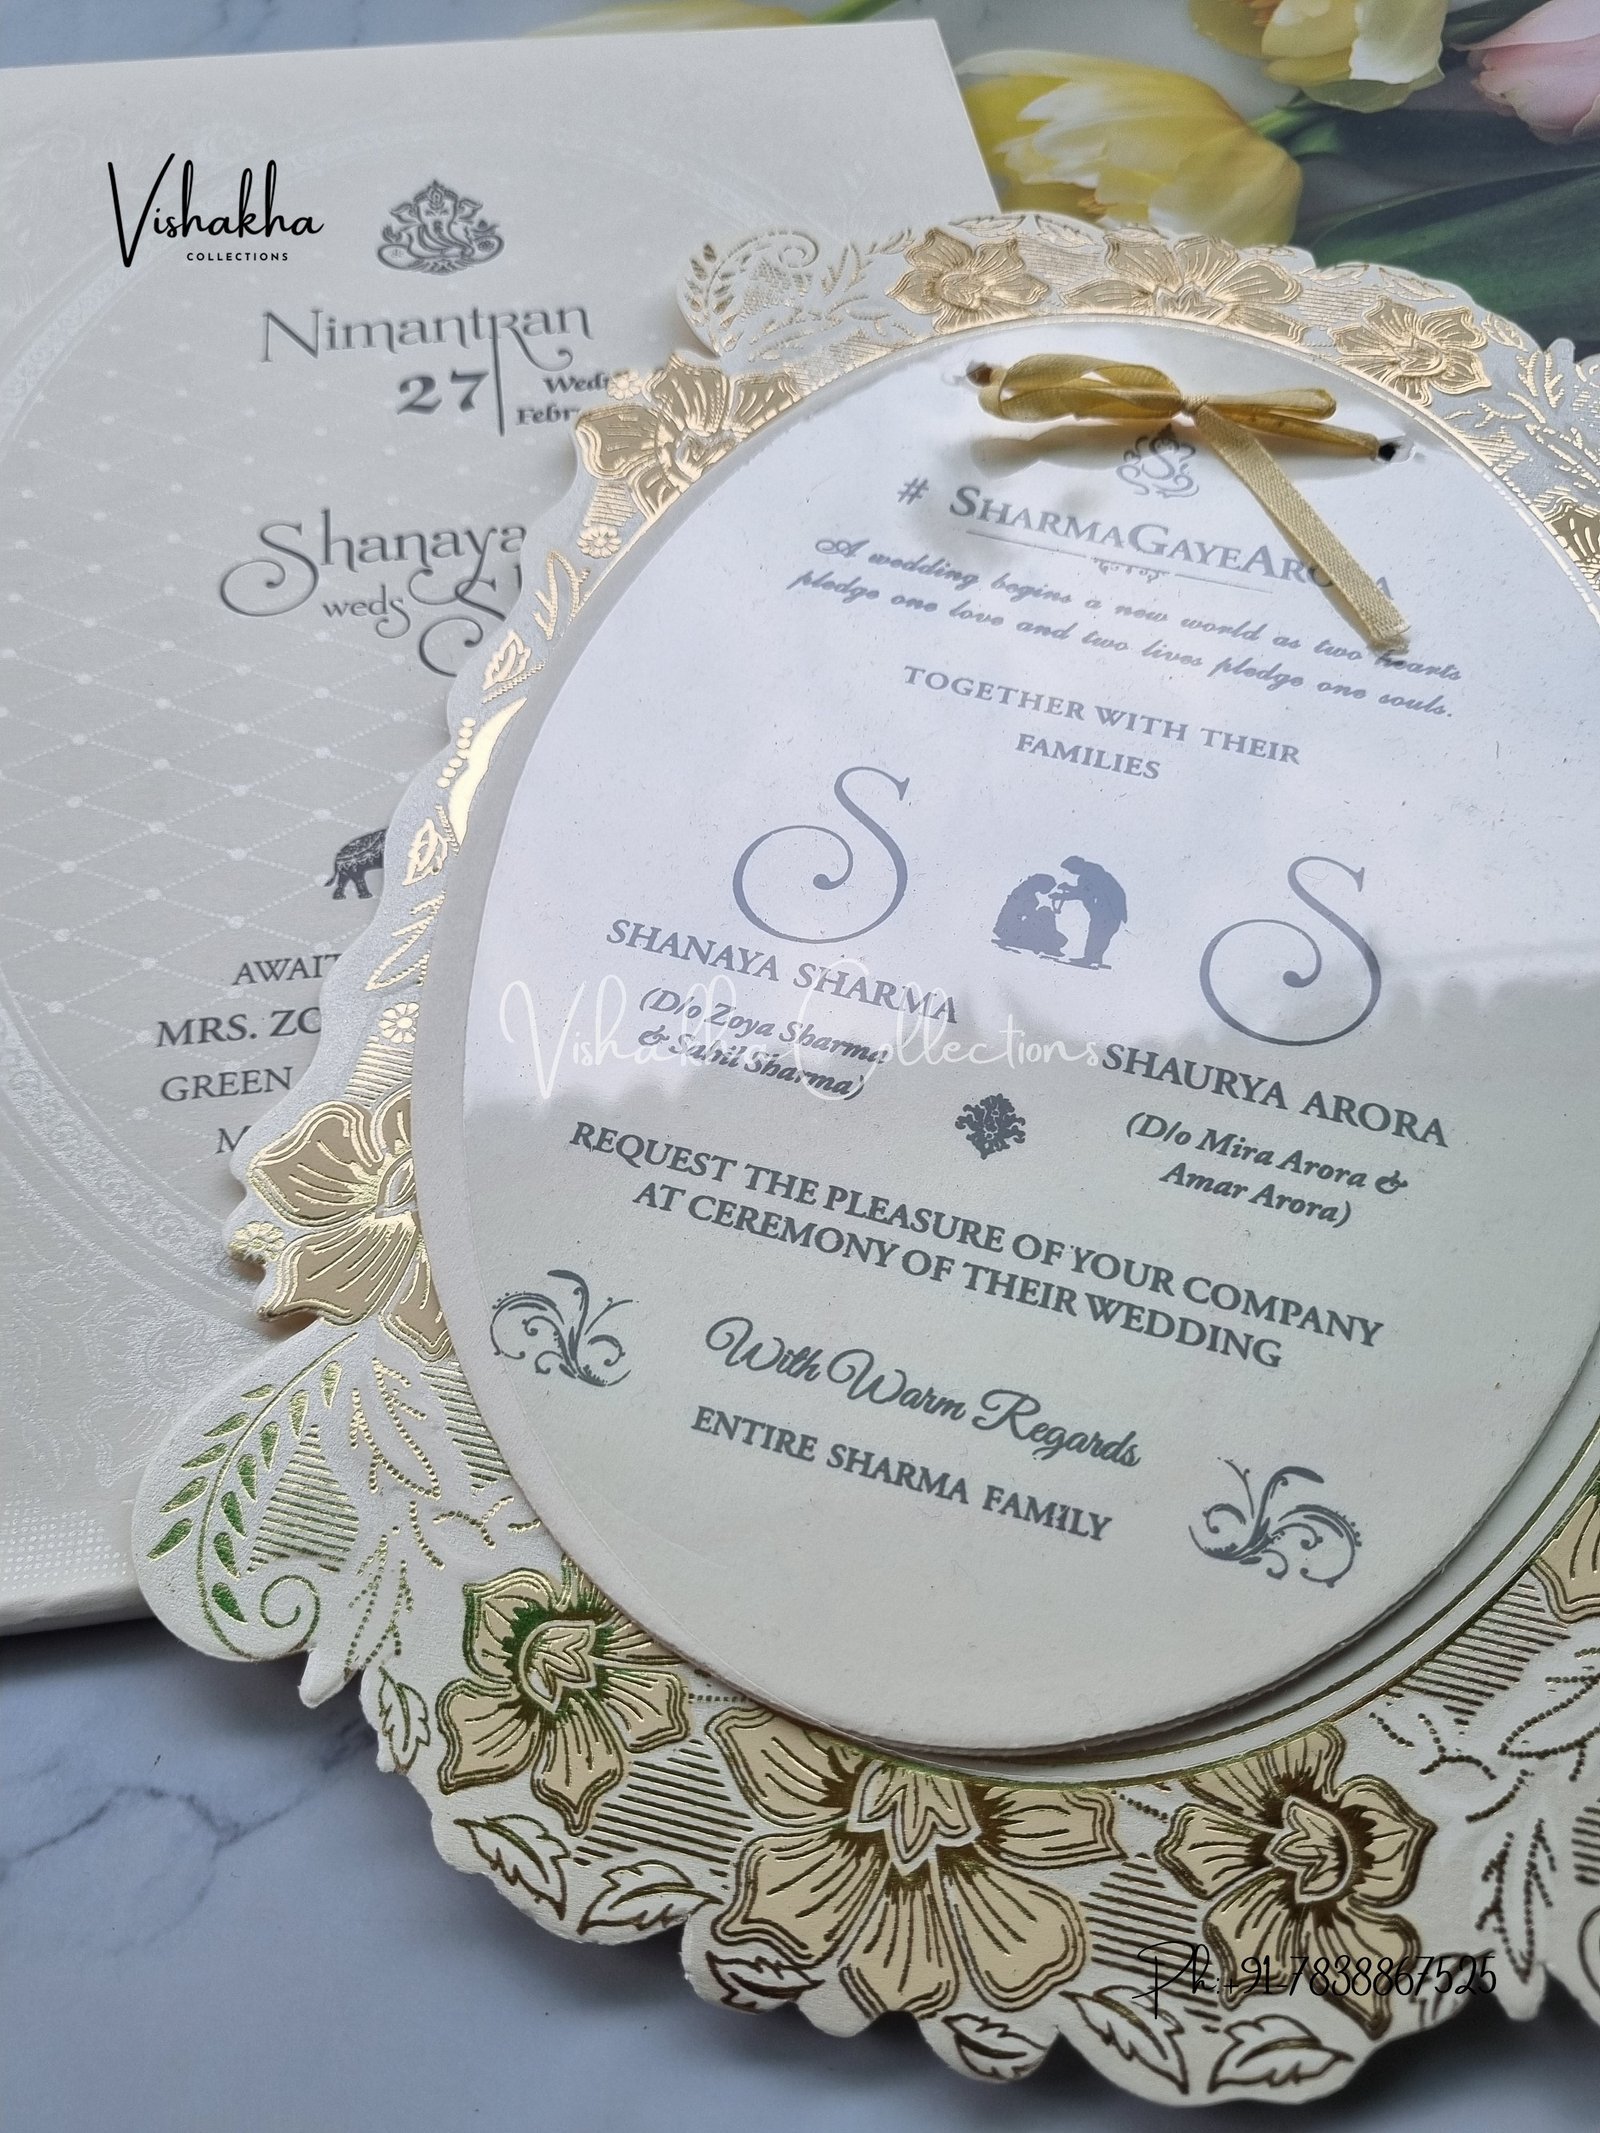 Vishakha
COLLECTIONS
Nimantran
27
Shanaya
weds
MRS.
GREEN
# SHARMAGAYEARORA
A wedding begins a new world as two hearts
pledge one love and two lives pledge one souls.
TOGETHER WITH THEIR
FAMILIES
S
S
SHANAYA SHARMA
(D/o Zoya Sharma
& Sahil Sharma)
SHAURYA ARORA
(D/o Mira Arora &
Amar Arora)
Vishakha Collections
REQUEST THE PLEASURE OF YOUR COMPANY
AT CEREMONY OF THEIR WEDDING
With Warm Regards
ENTIRE SHARMA FAMILY
Ph:+91-7838867525